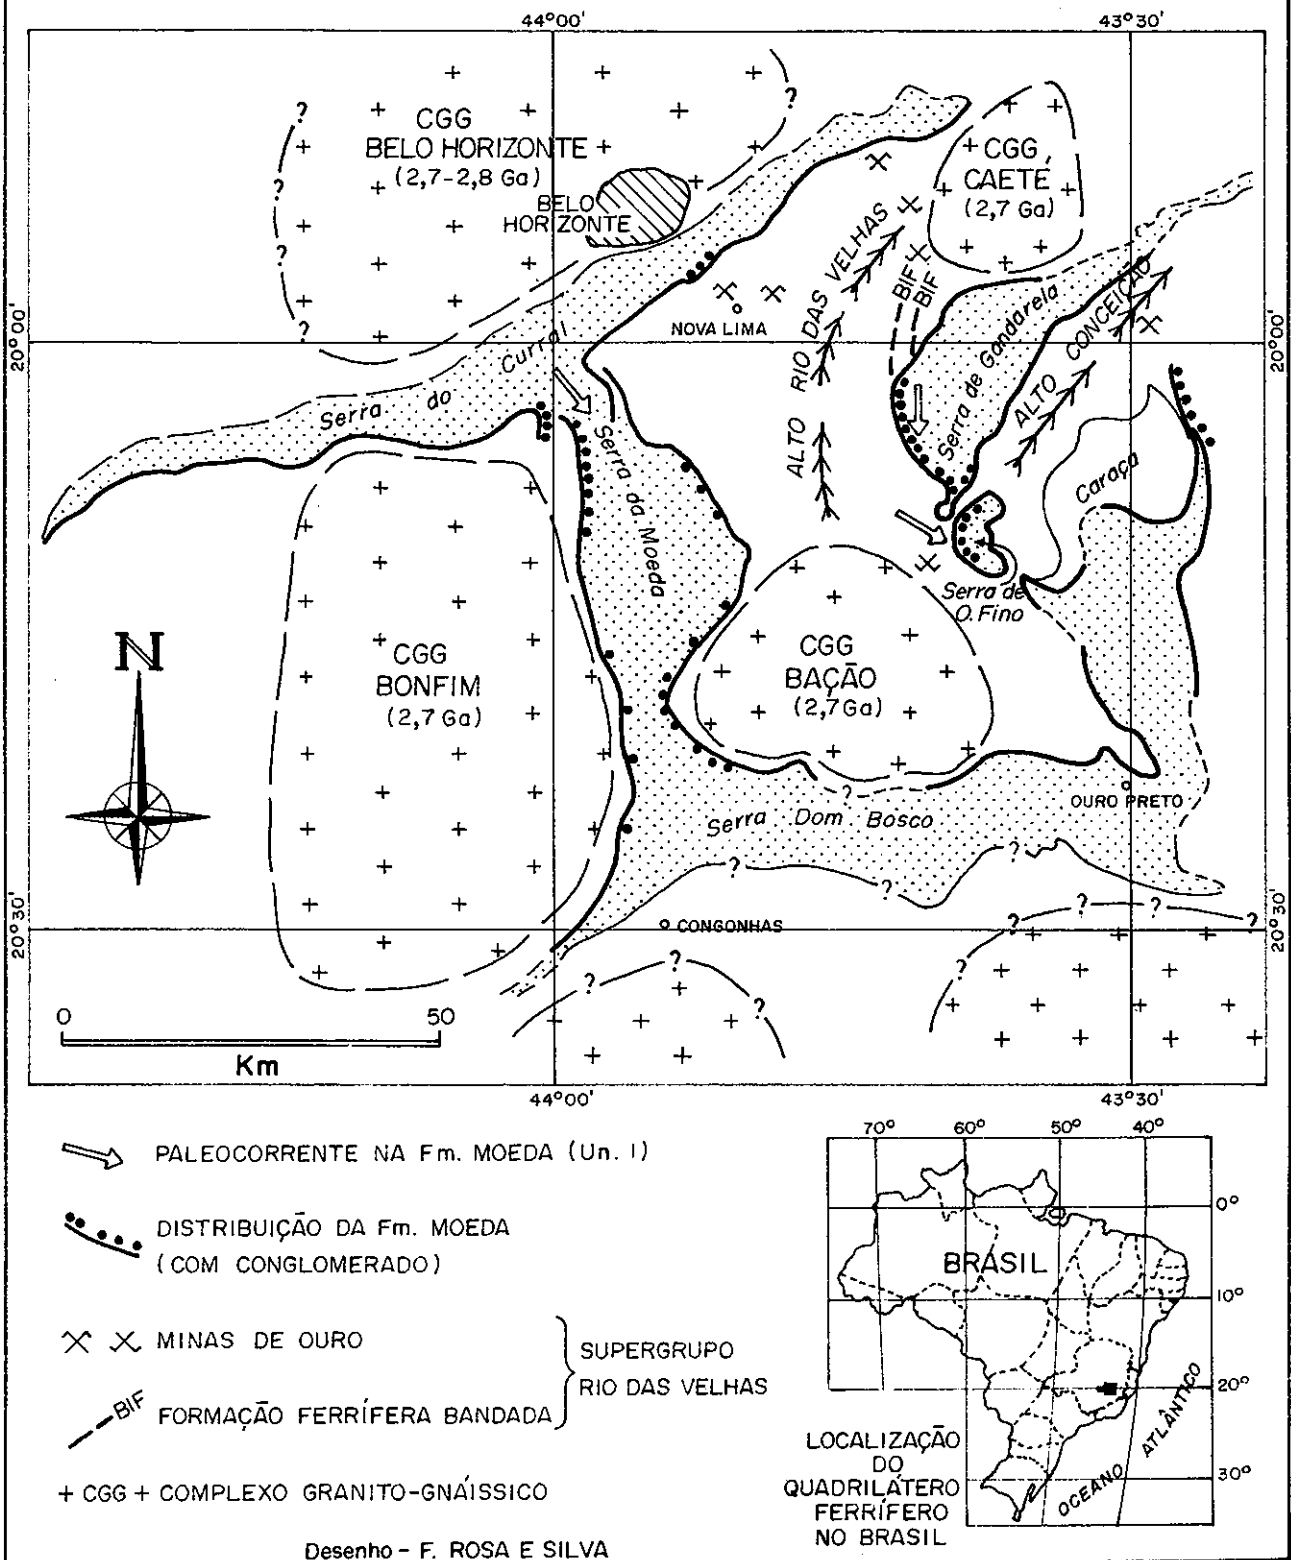 44°00'
43°30'
CGG
BELO HORIZONTE
(2,7-2,8 Ga)
BELO
HORIZONTE
CGG
CAETÉ
(2,7 Ga)
?
?
?
?
?
NOVA LIMA
ALTO RIO DAS VELHAS
BIF
BIF
Serra de Gandarela
ALTO CONCEIÇÃO
20°00'
20°00'
Serra do Curral
Serra da Moeda
Caraça
Serra de
O. Fino
N
CGG
BONFIM
(2,7 Ga)
CGG
BAÇÃO
(2,7 Ga)
?
OURO PRETO
Serra Dom Bosco
?
?
?
20°30'
20°30'
CONGONHAS
?
?
?
?
?
?
?
?
0 50
Km
44°00'
43°30'
PALEOCORRENTE NA Fm. MOEDA (Un. I)
DISTRIBUIÇÃO DA Fm. MOEDA
(COM CONGLOMERADO)
MINAS DE OURO
BIF FORMAÇÃO FERRÍFERA BANDADA
SUPERGRUPO
RIO DAS VELHAS
+ CGG + COMPLEXO GRANITO-GNÁISSICO
Desenho - F. ROSA E SILVA
70° 60° 50° 40°
0°
BRASIL
10°
20°
30°
OCEANO ATLÂNTICO
LOCALIZAÇÃO
DO
QUADRILÁTERO
FERRÍFERO
NO BRASIL